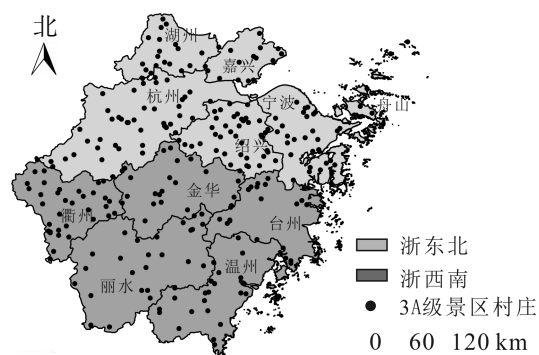 北
湖州
嘉兴
杭州
宁波
舟山
绍兴
金华
衢州
台州
丽水
温州
浙东北
浙西南
3A级景区村庄
0 60 120 km